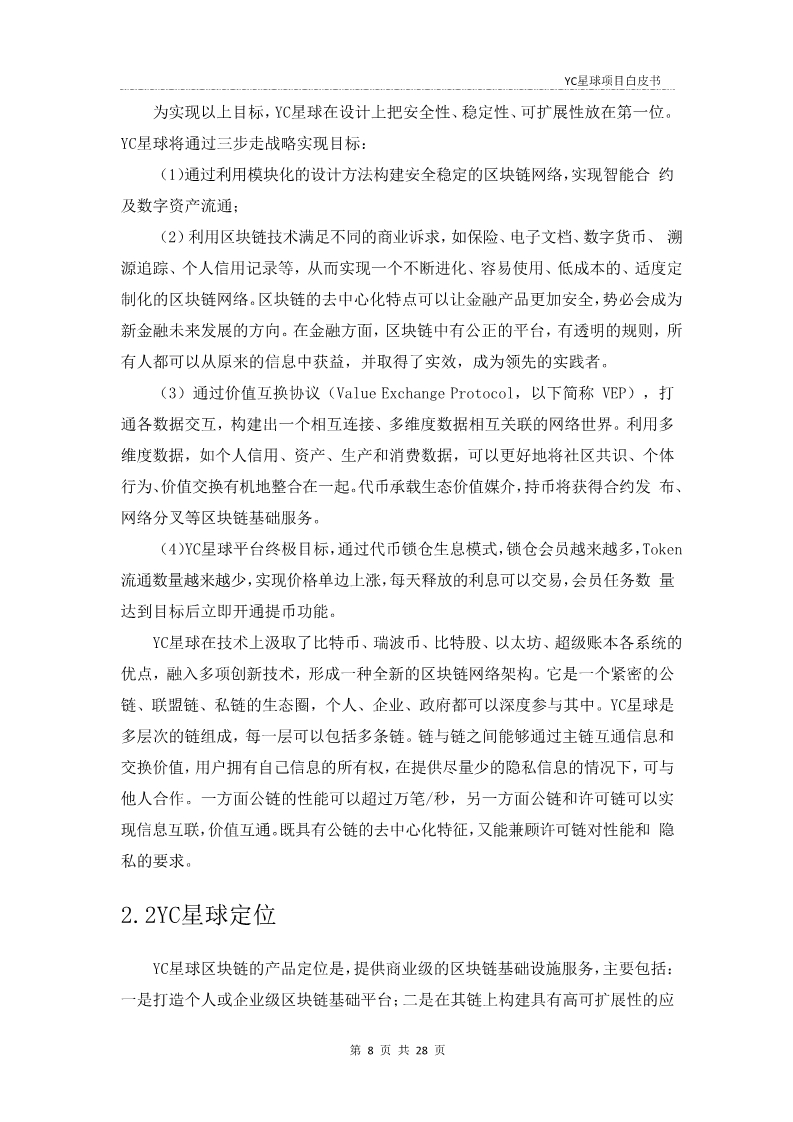 YC星球项目白皮书
为实现以上目标，YC星球在设计上把安全性、稳定性、可扩展性放在第一位。
YC星球将通过三步走战略实现目标：
（1）通过利用模块化的设计方法构建安全稳定的区块链网络，实现智能合 约
及数字资产流通；
（2）利用区块链技术满足不同的商业诉求，如保险、电子文档、数字货币、 溯
源追踪、个人信用记录等，从而实现一个不断进化、容易使用、低成本的、适度定
制化的区块链网络。区块链的去中心化特点可以让金融产品更加安全，势必会成为
新金融未来发展的方向。在金融方面，区块链中有公正的平台，有透明的规则，所
有人都可以从原来的信息中获益，并取得了实效，成为领先的实践者。
（3）通过价值互换协议（Value Exchange Protocol，以下简称 VEP），打
通各数据交互，构建出一个相互连接、多维度数据相互关联的网络世界。利用多
维度数据，如个人信用、资产、生产和消费数据，可以更好地将社区共识、个体
行为、价值交换有机地整合在一起。代币承载生态价值媒介，持币将获得合约发 布、
网络分叉等区块链基础服务。
（4）YC星球平台终极目标，通过代币锁仓生息模式，锁仓会员越来越多，Token
流通数量越来越少，实现价格单边上涨，每天释放的利息可以交易，会员任务数 量
达到目标后立即开通提币功能。
YC星球在技术上汲取了比特币、瑞波币、比特股、以太坊、超级账本各系统的
优点，融入多项创新技术，形成一种全新的区块链网络架构。它是一个紧密的公
链、联盟链、私链的生态圈，个人、企业、政府都可以深度参与其中。YC星球是
多层次的链组成，每一层可以包括多条链。链与链之间能够通过主链互通信息和
交换价值，用户拥有自己信息的所有权，在提供尽量少的隐私信息的情况下，可与
他人合作。一方面公链的性能可以超过万笔/秒，另一方面公链和许可链可以实
现信息互联，价值互通。既具有公链的去中心化特征，又能兼顾许可链对性能和 隐
私的要求。
2.2YC星球定位
YC星球区块链的产品定位是，提供商业级的区块链基础设施服务，主要包括：
一是打造个人或企业级区块链基础平台；二是在其链上构建具有高可扩展性的应
第 8 页 共 28 页